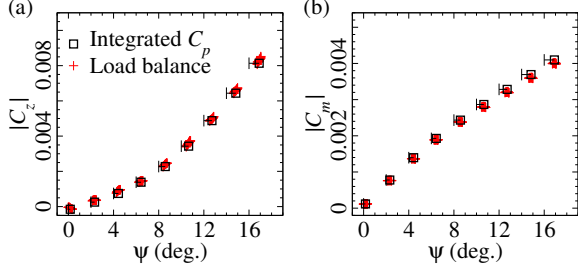 (a)
Integrated C_p
Load balance
|C_z|
0.008
0.004
0
0 4 8 12 16
ψ (deg.)
(b)
|C_m|
0.004
0.002
0
0 4 8 12 16
ψ (deg.)